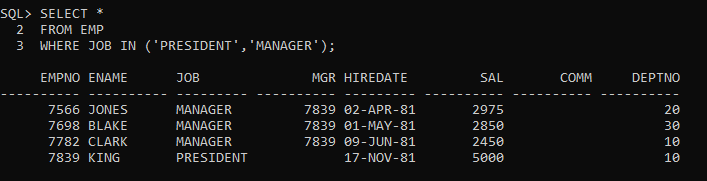 SQL> SELECT *
  2  FROM EMP
  3  WHERE JOB IN ('PRESIDENT','MANAGER');
     EMPNO ENAME      JOB              MGR HIREDATE         SAL       COMM     DEPTNO
---------- ---------- --------- ---------- --------- ---------- ---------- ----------
      7566 JONES      MANAGER         7839 02-APR-81       2975                    20
      7698 BLAKE      MANAGER         7839 01-MAY-81       2850                    30
      7782 CLARK      MANAGER         7839 09-JUN-81       2450                    10
      7839 KING       PRESIDENT            17-NOV-81       5000                    10